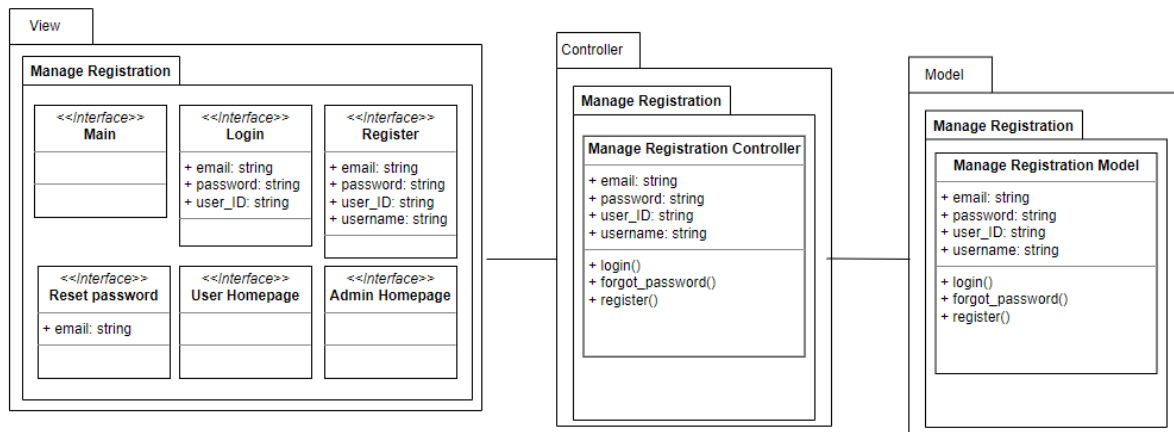 View
Manage Registration
<<Interface>>
Main
<<Interface>>
Login
+ email: string
+ password: string
+ user_ID: string
<<Interface>>
Register
+ email: string
+ password: string
+ user_ID: string
+ username: string
<<Interface>>
Reset password
+ email: string
<<Interface>>
User Homepage
<<Interface>>
Admin Homepage
Controller
Manage Registration
Manage Registration Controller
+ email: string
+ password: string
+ user_ID: string
+ username: string
+ login()
+ forgot_password()
+ register()
Model
Manage Registration
Manage Registration Model
+ email: string
+ password: string
+ user_ID: string
+ username: string
+ login()
+ forgot_password()
+ register()